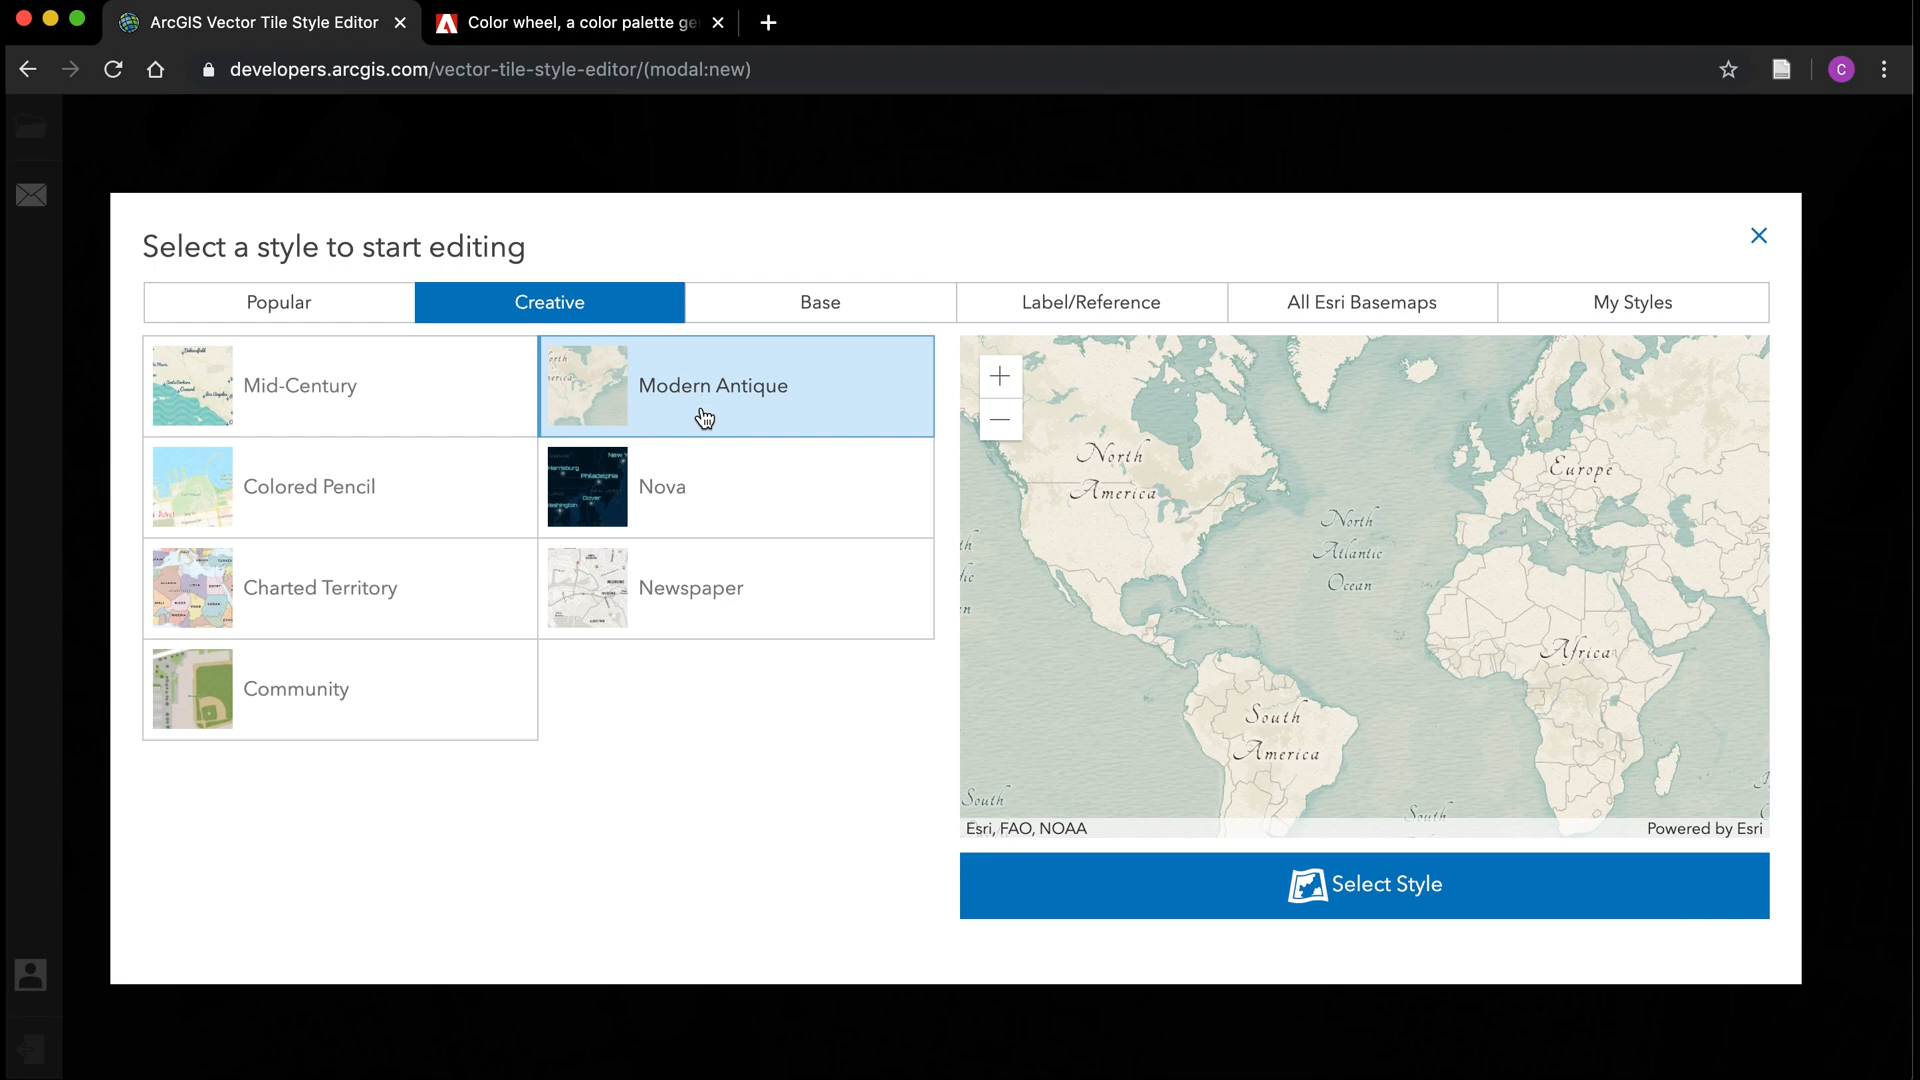 ArcGIS Vector Tile Style Editor
Color wheel, a color palette ge
developers.arcgis.com/vector-tile-style-editor/(modal:new)
C
Select a style to start editing
Popular
Creative
Base
Label/Reference
All Esri Basemaps
My Styles
Mid-Century
Modern Antique
Colored Pencil
Nova
Charted Territory
Newspaper
Community
North
America
Europe
North
Atlantic
Ocean
Africa
South
America
South
South
Esri, FAO, NOAA
Powered by Esri
Select Style